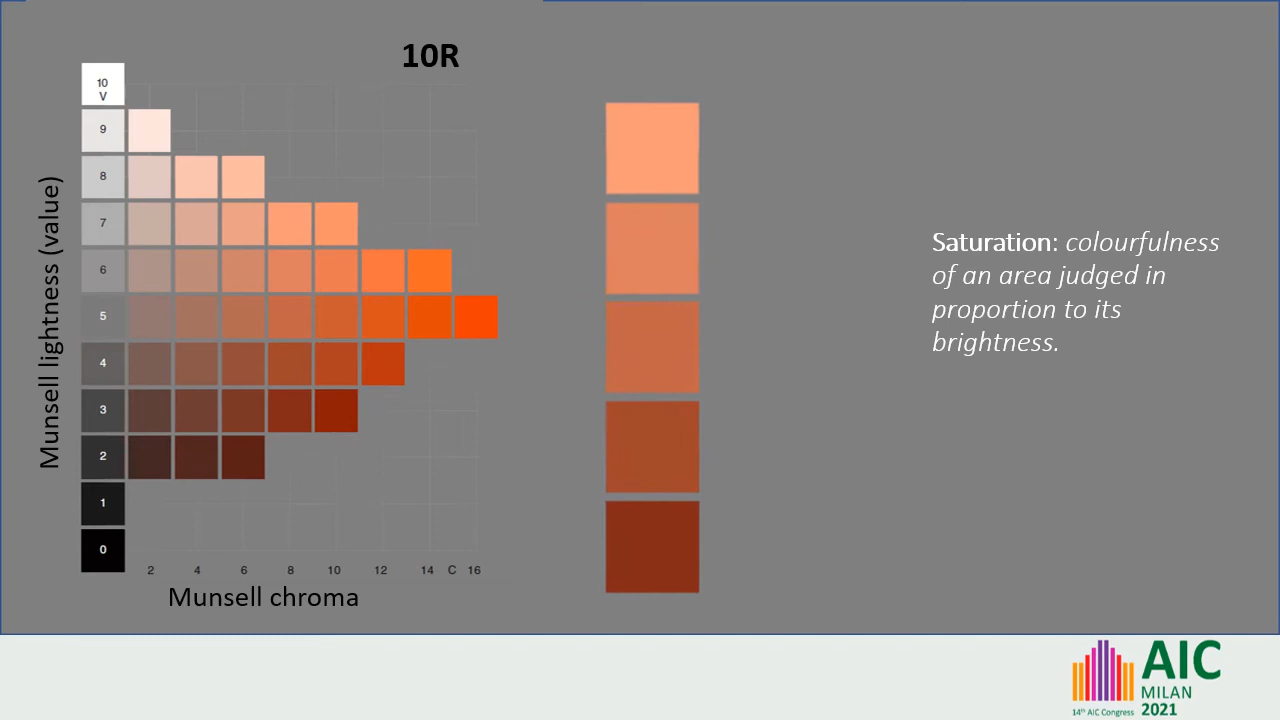 10R
10
V
9
8
7
6
5
4
3
2
1
0
Munsell lightness (value)
2 4 6 8 10 12 14 C 16
Munsell chroma
Saturation: colourfulness
of an area judged in
proportion to its
brightness.
AIC
MILAN
14th AIC Congress 2021